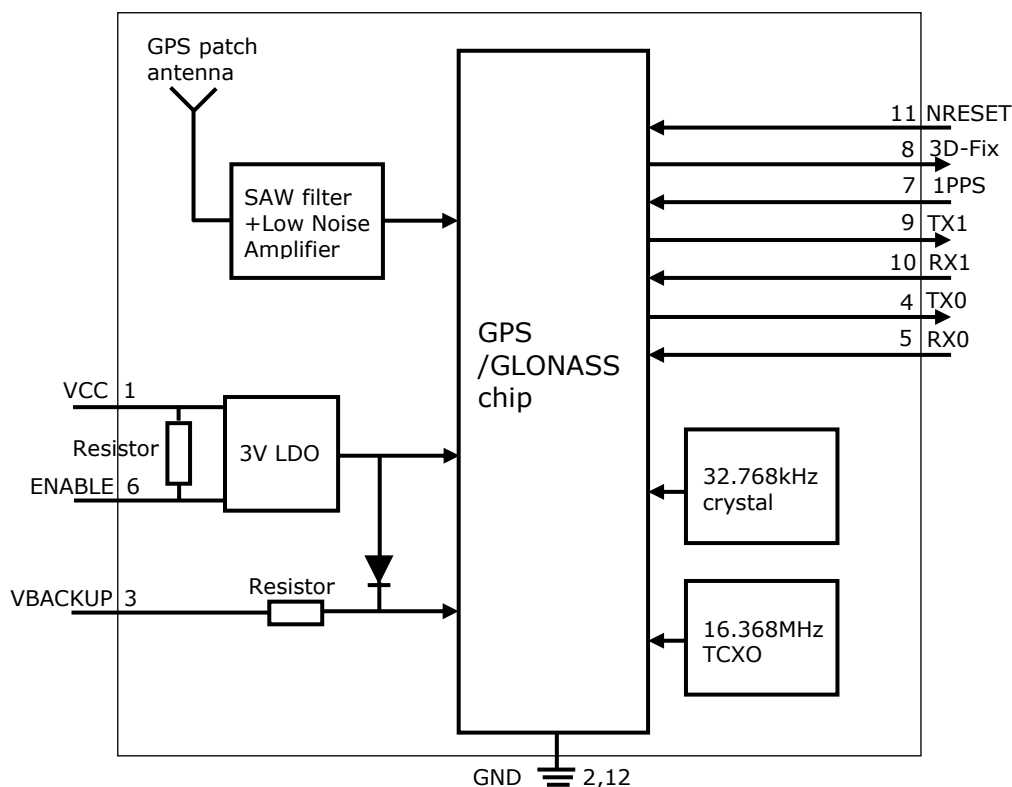 GPS patch
antenna
SAW filter
+Low Noise
Amplifier
GPS
/GLONASS
chip
11 NRESET
8 3D-Fix
7 1PPS
9 TX1
10 RX1
4 TX0
5 RX0
VCC 1
Resistor
3V LDO
ENABLE 6
VBACKUP 3
Resistor
32.768kHz
crystal
16.368MHz
TCXO
GND 2,12